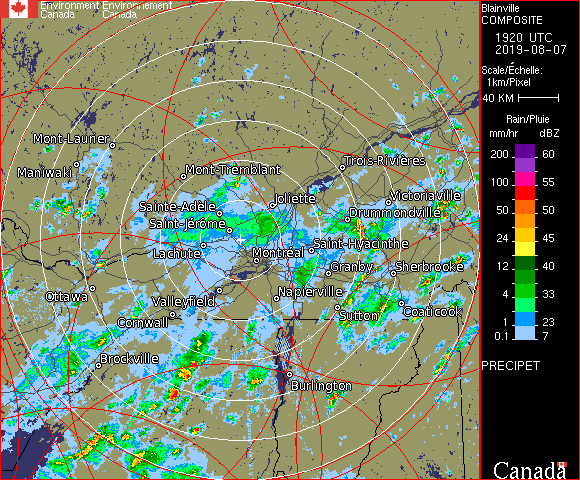 Environment Environnement
Canada Canada
Blainville
COMPOSITE
1920 UTC
2019-08-07
Scale/Échelle:
1km/Pixel
40 KM
Rain/Pluie
mm/hr dBZ
200 60
100 55
50 50
24 45
12 40
4 33
1 23
0.1 7
PRECIPET
Mont-Laurier
Maniwaki
Mont-Tremblant
Trois-Rivières
Joliette
Victoriaville
Sainte-Adèle
Drummondville
Saint-Jérôme
Lachute
Montréal
Saint-Hyacinthe
Granby
Sherbrooke
Ottawa
Valleyfield
Napierville
Cornwall
Sutton
Coaticook
Brockville
Burlington
Canada